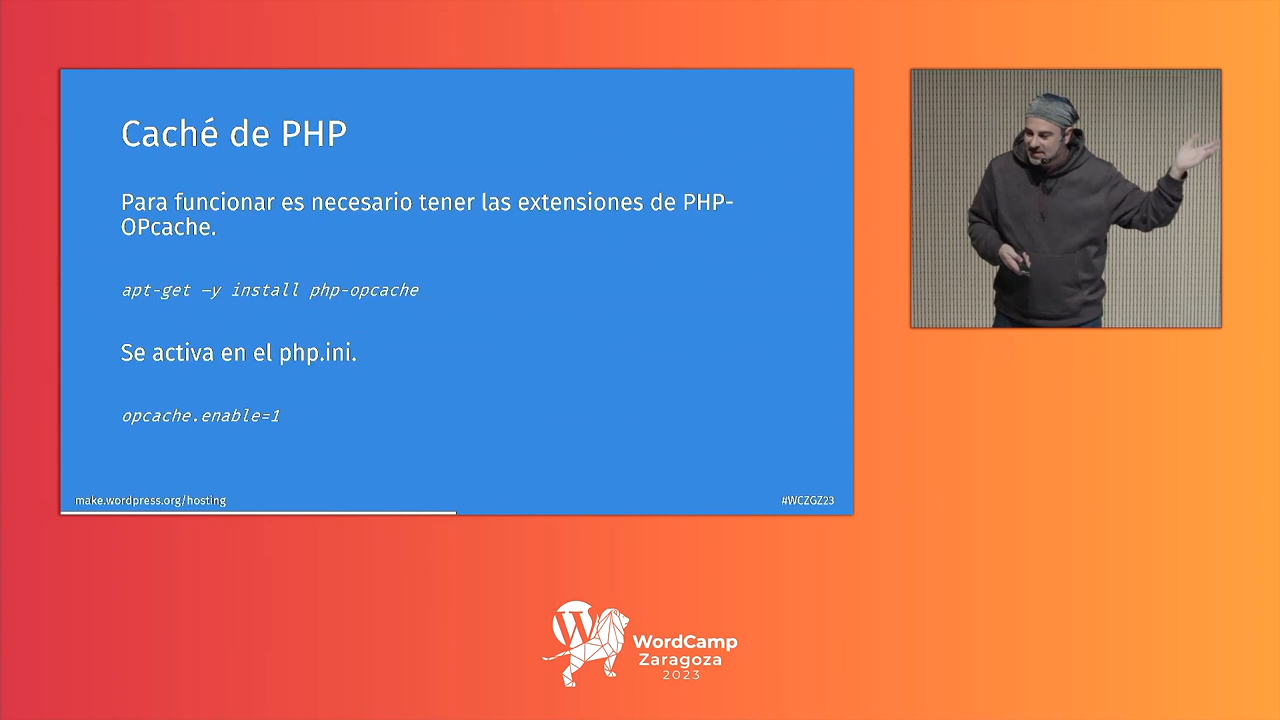 Caché de PHP
Para funcionar es necesario tener las extensiones de PHP-
OPcache.
apt-get –y install php-opcache
Se activa en el php.ini.
opcache.enable=1
make.wordpress.org/hosting
#WCZGZ23
W
WordCamp
Zaragoza
2023